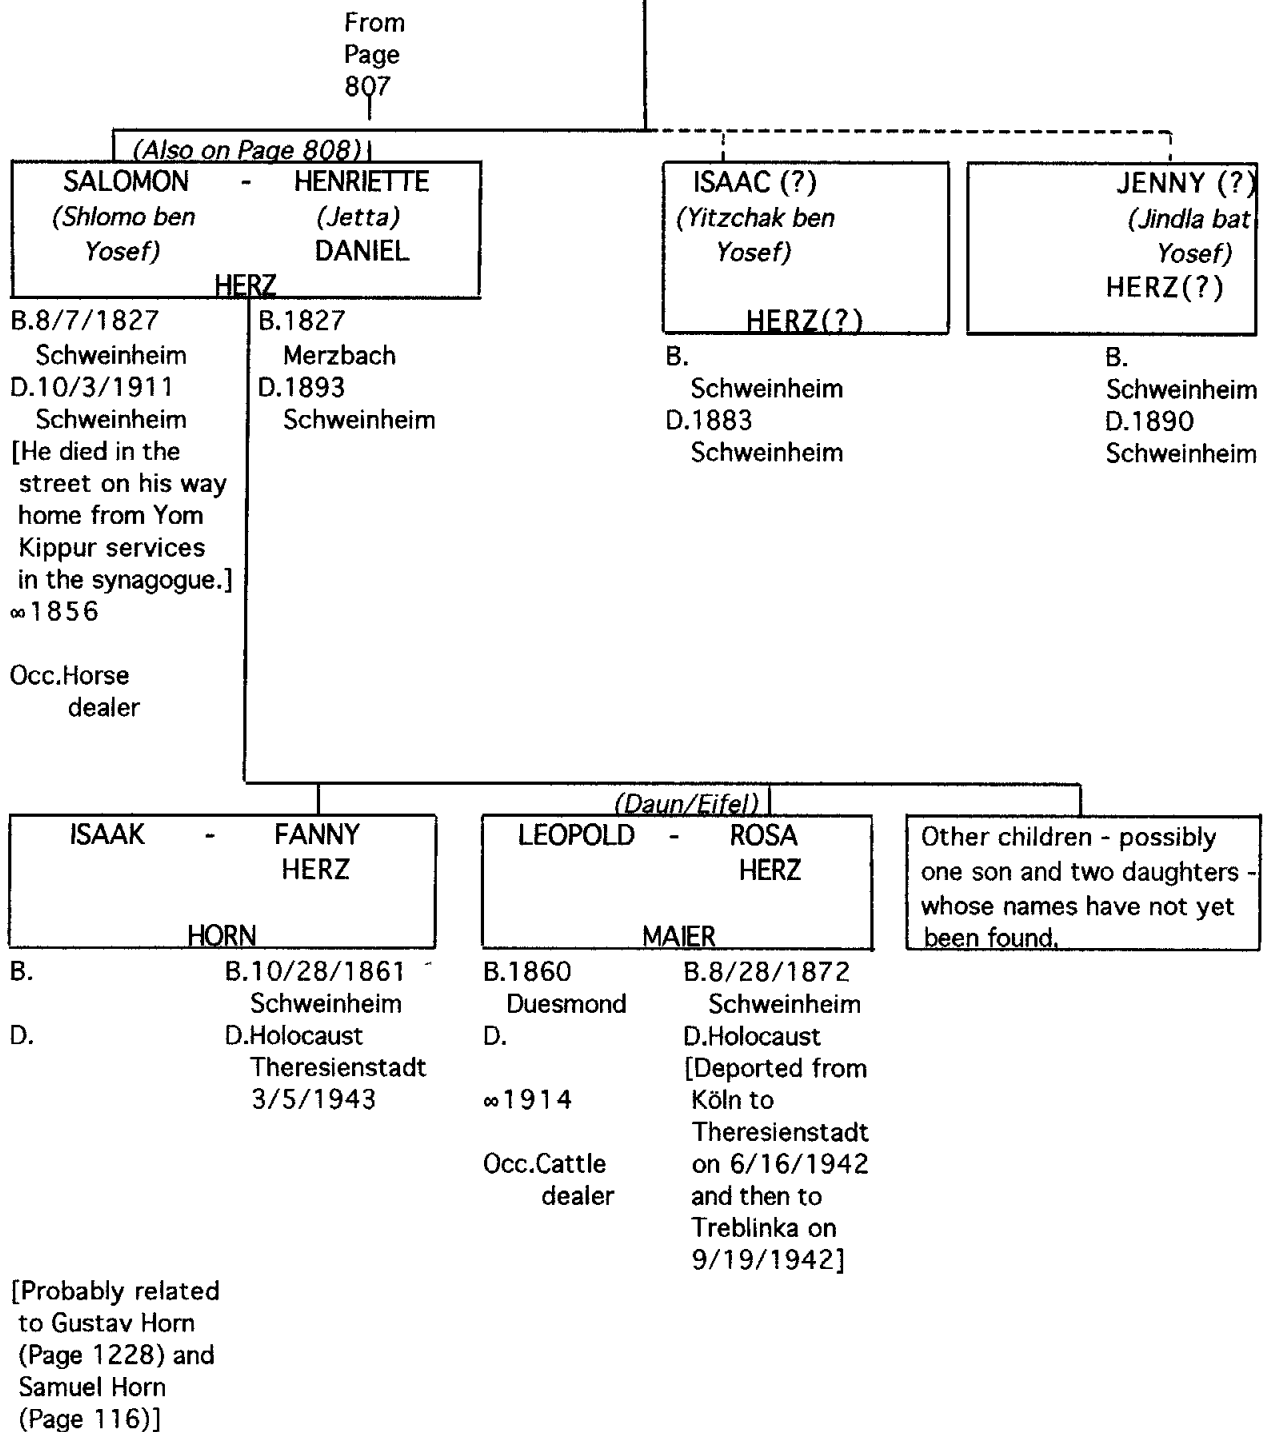 From
Page
807
(Also on Page 808)
SALOMON - HENRIETTE
(Shlomo ben (Jetta)
Yosef) DANIEL
HERZ
B.8/7/1827 B.1827
Schweinheim Merzbach
D.10/3/1911 D.1893
Schweinheim Schweinheim
[He died in the
street on his way
home from Yom
Kippur services
in the synagogue.]
∞1856
Occ.Horse
dealer
ISAAC (?)
(Yitzchak ben
Yosef)
HERZ(?)
B.
Schweinheim
D.1883
Schweinheim
JENNY (?)
(Jindla bat
Yosef)
HERZ(?)
B.
Schweinheim
D.1890
Schweinheim
ISAAK - FANNY
HERZ
HORN
B. B.10/28/1861
Schweinheim
D. D.Holocaust
Theresienstadt
3/5/1943
[Probably related
to Gustav Horn
(Page 1228) and
Samuel Horn
(Page 116)]
(Daun/Eifel)
LEOPOLD - ROSA
HERZ
MAIER
B.1860 B.8/28/1872
Duesmond Schweinheim
D. D.Holocaust
[Deported from
∞1914 Köln to
Theresienstadt
Occ.Cattle on 6/16/1942
dealer and then to
Treblinka on
9/19/1942]
Other children - possibly
one son and two daughters -
whose names have not yet
been found.